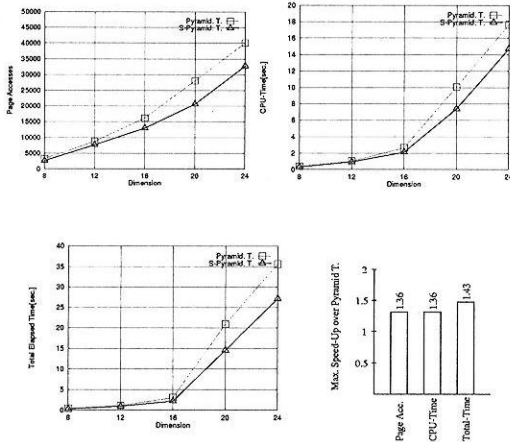 50000
45000
40000
35000
30000
25000
20000
15000
10000
5000
0
Page Accesses
Pyramid. T.
S-Pyramid. T.
8 12 16 20 24
Dimension
20
18
16
14
12
10
8
6
4
2
0
CPU-Time[sec.]
Pyramid. T.
S-Pyramid. T.
8 12 16 20 24
Dimension
40
35
30
25
20
15
10
5
0
Total Elapsed Time[sec.]
Pyramid. T.
S-Pyramid. T.
8 12 16 20 24
Dimension
Max. Speed-Up over Pyramid T.
2
1.5
1
0.5
1.36
1.36
1.43
Page Acc.
CPU-Time
Total-Time